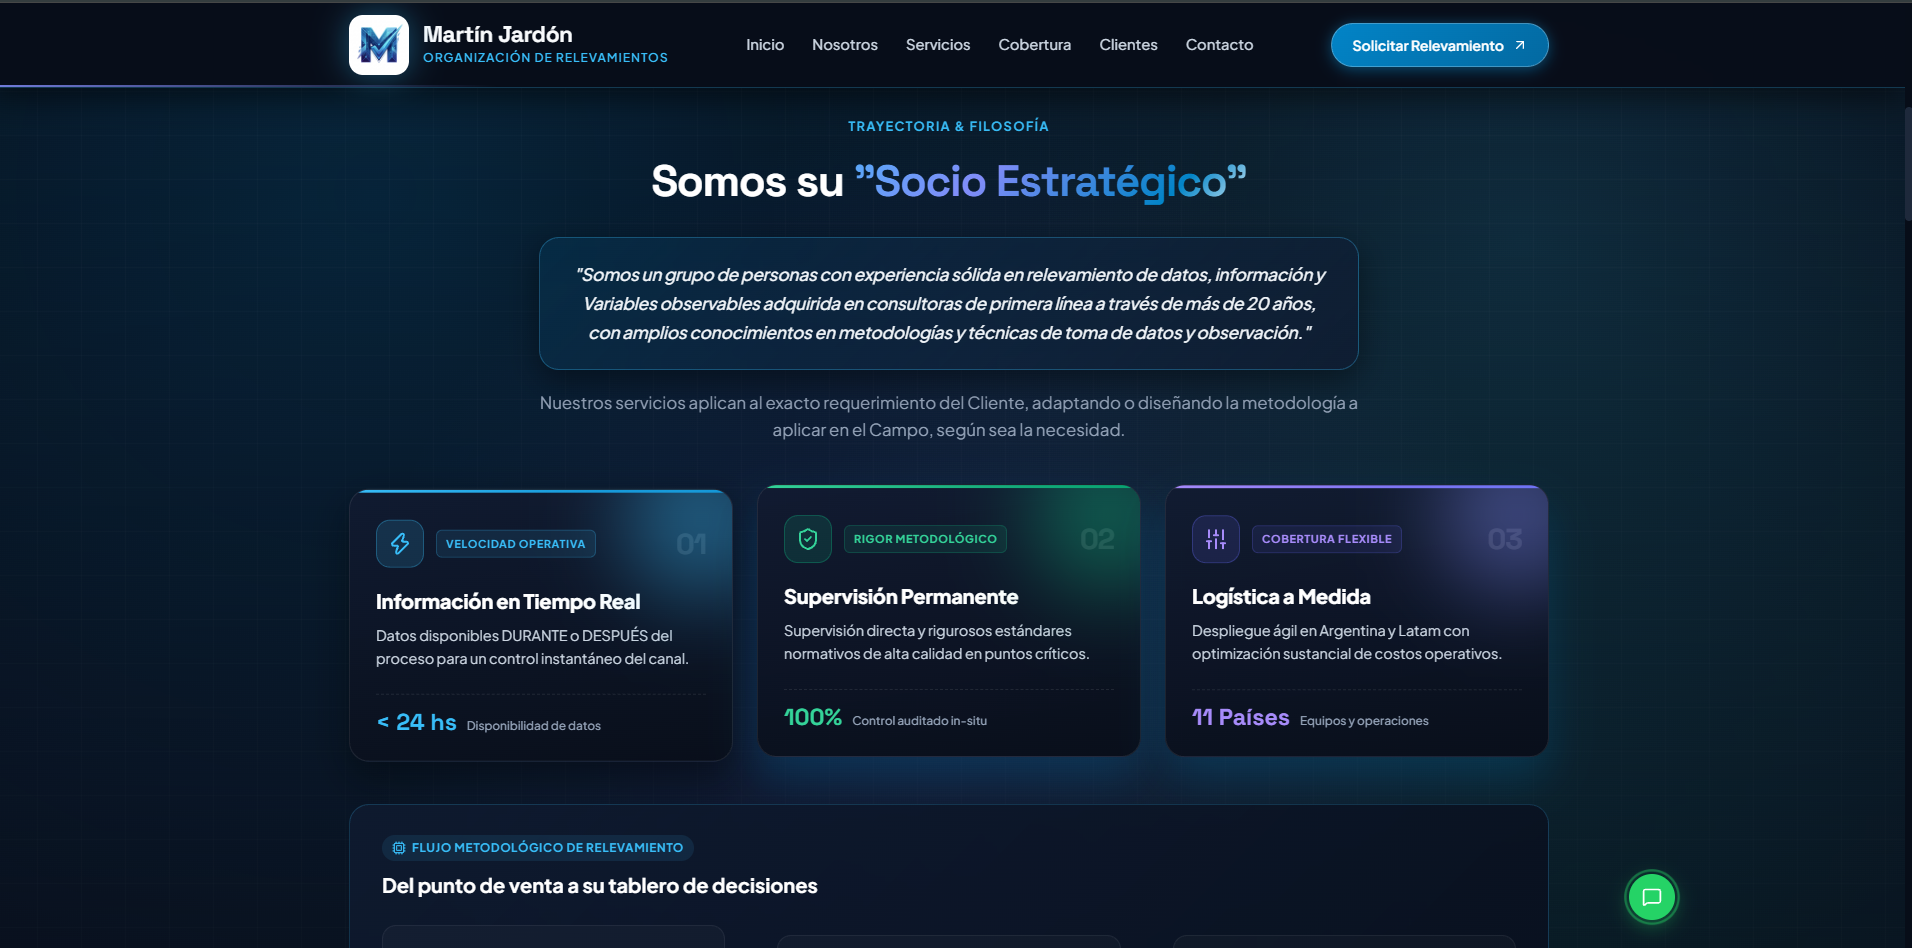 Martín Jardón
ORGANIZACIÓN DE RELEVAMIENTOS
Inicio
Nosotros
Servicios
Cobertura
Clientes
Contacto
Solicitar Relevamiento
TRAYECTORIA & FILOSOFÍA
Somos su "Socio Estratégico"
"Somos un grupo de personas con experiencia sólida en relevamiento de datos, información y
Variables observables adquirida en consultoras de primera línea a través de más de 20 años,
con amplios conocimientos en metodologías y técnicas de toma de datos y observación."
Nuestros servicios aplican al exacto requerimiento del Cliente, adaptando o diseñando la metodología a
aplicar en el Campo, según sea la necesidad.
VELOCIDAD OPERATIVA
01
Información en Tiempo Real
Datos disponibles DURANTE o DESPUÉS del
proceso para un control instantáneo del canal.
< 24 hs Disponibilidad de datos
RIGOR METODOLÓGICO
02
Supervisión Permanente
Supervisión directa y rigurosos estándares
normativos de alta calidad en puntos críticos.
100% Control auditado in-situ
COBERTURA FLEXIBLE
03
Logística a Medida
Despliegue ágil en Argentina y Latam con
optimización sustancial de costos operativos.
11 Países Equipos y operaciones
FLUJO METODOLÓGICO DE RELEVAMIENTO
Del punto de venta a su tablero de decisiones